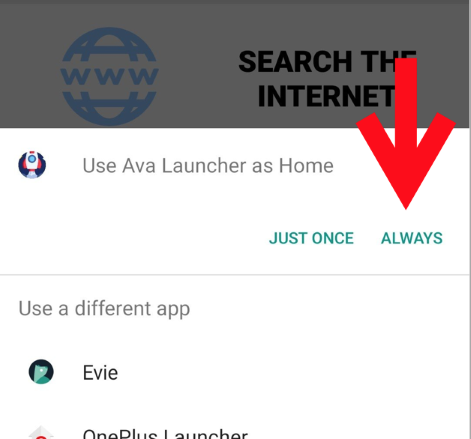 www
SEARCH THE
INTERNET
Use Ava Launcher as Home
JUST ONCE ALWAYS
Use a different app
Evie
OnePlus Launcher